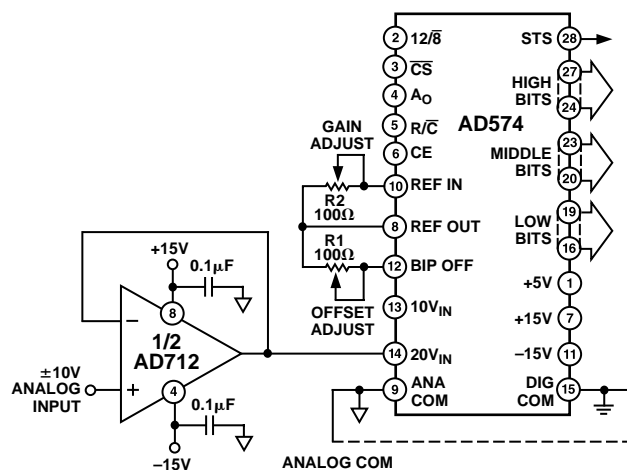 2 12/8̅ STS 28
3 C̅S̅ 27
HIGH
BITS
4 AO 24
AD574
5 R/C̅ 23
GAIN
ADJUST
6 CE MIDDLE
BITS
20
R2
100Ω
10 REF IN
8 REF OUT 19
LOW
BITS
R1
100Ω
12 BIP OFF 16
+5V 1
OFFSET
ADJUST
13 10VIN +15V 7
14 20VIN –15V 11
9 ANA
COM
DIG
COM 15
ANALOG COM
+15V
0.1µF
8
–
1/2
AD712
±10V
ANALOG
INPUT
+
4
0.1µF
–15V